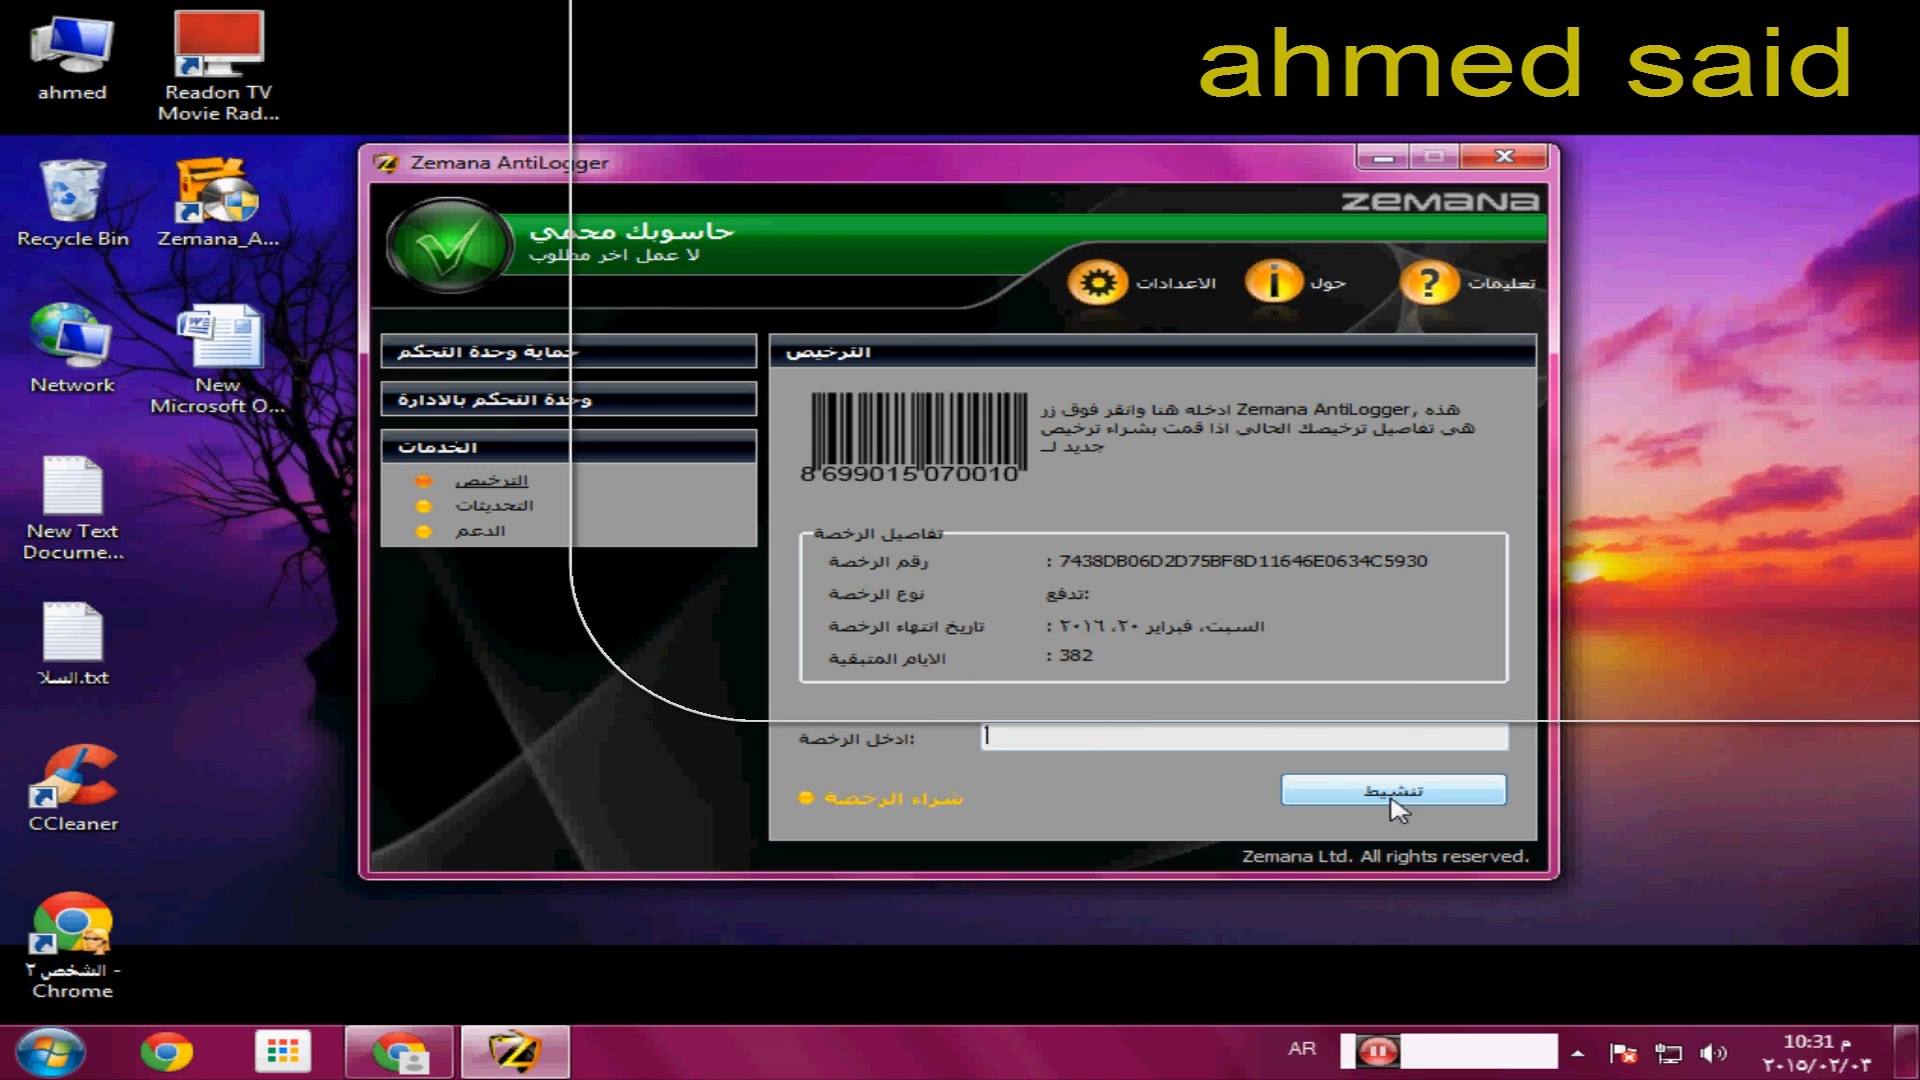 ahmed said
ahmed
Readon TV
Movie Rad...
Recycle Bin
Zemana_A...
Network
New
Microsoft O...
New Text
Docume...
السلا.txt
CCleaner
الشخص ٢ -
Chrome
Zemana AntiLogger
ZEMANA
حاسوبك محمي
لا عمل اخر مطلوب
الاعدادات
حول
تعليمات
حماية وحدة التحكم
وحدة التحكم بالادارة
الخدمات
الترخيص
التحديثات
الدعم
الترخيص
8 699015 070010
هذه ,Zemana AntiLogger ادخله هنا وانقر فوق زر
هي تفاصيل ترخيصك الحالي اذا قمت بشراء ترخيص
جديد لـ
تفاصيل الرخصة
رقم الرخصة : 7438DB06D2D75BF8D11646E0634C5930
نوع الرخصة تدفع:
تاريخ انتهاء الرخصة : السبت، فبراير ٢٠، ٢٠١٦
الايام المتبقية : 382
ادخل الرخصة:
شراء الرخصة
تنشيط
Zemana Ltd. All rights reserved.
AR
10:31 م
٢٠١٥/٠٢/٠٣